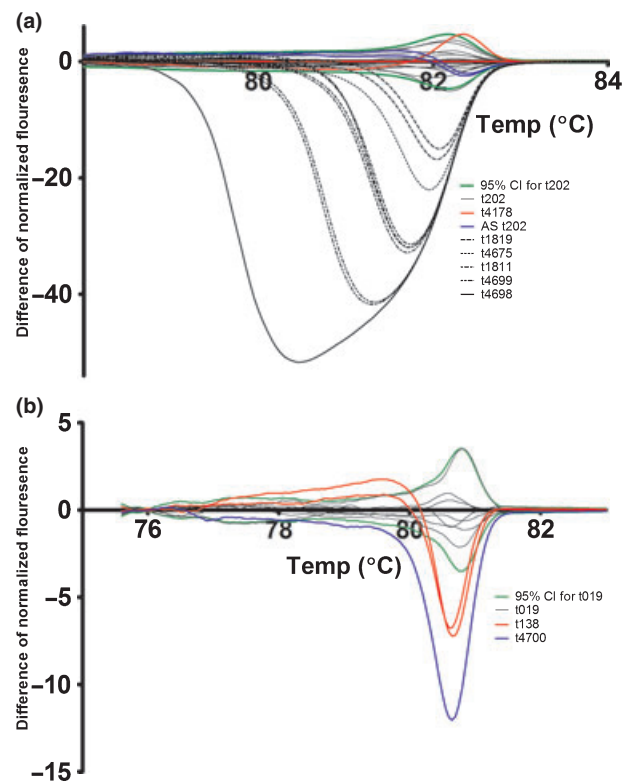 (a)
0
80
82
84
Temp (°C)
−20
−40
Difference of normalized flouresence
95% CI for t202
t202
t4178
AS t202
t1819
t4675
t1811
t4699
t4698
(b)
5
0
76
78
80
82
Temp (°C)
−5
−10
−15
Difference of normalized flouresence
95% CI for t019
t019
t138
t4700